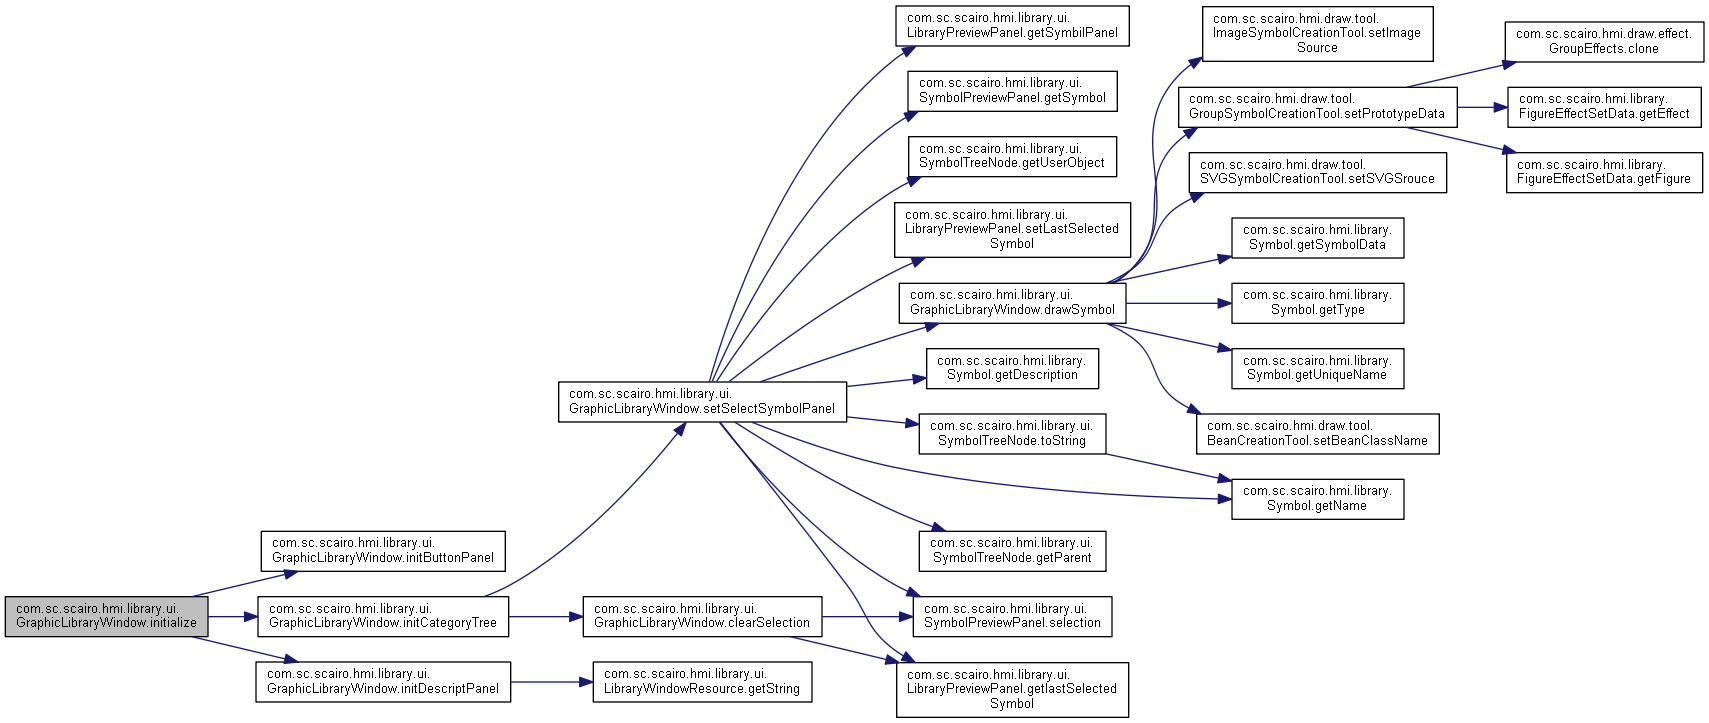 com.sc.scairo.hmi.library.ui.
GraphicLibraryWindow.initialize
com.sc.scairo.hmi.library.ui.
GraphicLibraryWindow.initButtonPanel
com.sc.scairo.hmi.library.ui.
GraphicLibraryWindow.initCategoryTree
com.sc.scairo.hmi.library.ui.
GraphicLibraryWindow.initDescriptPanel
com.sc.scairo.hmi.library.ui.
GraphicLibraryWindow.setSelectSymbolPanel
com.sc.scairo.hmi.library.ui.
GraphicLibraryWindow.clearSelection
com.sc.scairo.hmi.library.ui.
LibraryWindowResource.getString
com.sc.scairo.hmi.library.ui.
LibraryPreviewPanel.getSymbilPanel
com.sc.scairo.hmi.library.ui.
SymbolPreviewPanel.getSymbol
com.sc.scairo.hmi.library.ui.
SymbolTreeNode.getUserObject
com.sc.scairo.hmi.library.ui.
LibraryPreviewPanel.setLastSelected
Symbol
com.sc.scairo.hmi.library.ui.
GraphicLibraryWindow.drawSymbol
com.sc.scairo.hmi.library.
Symbol.getDescription
com.sc.scairo.hmi.library.ui.
SymbolTreeNode.toString
com.sc.scairo.hmi.library.ui.
SymbolTreeNode.getParent
com.sc.scairo.hmi.library.ui.
SymbolPreviewPanel.selection
com.sc.scairo.hmi.library.ui.
LibraryPreviewPanel.getlastSelected
Symbol
com.sc.scairo.hmi.draw.tool.
ImageSymbolCreationTool.setImage
Source
com.sc.scairo.hmi.draw.tool.
GroupSymbolCreationTool.setPrototypeData
com.sc.scairo.hmi.draw.tool.
SVGSymbolCreationTool.setSVGSrouce
com.sc.scairo.hmi.library.
Symbol.getSymbolData
com.sc.scairo.hmi.library.
Symbol.getType
com.sc.scairo.hmi.library.
Symbol.getUniqueName
com.sc.scairo.hmi.draw.tool.
BeanCreationTool.setBeanClassName
com.sc.scairo.hmi.library.
Symbol.getName
com.sc.scairo.hmi.draw.effect.
GroupEffects.clone
com.sc.scairo.hmi.library.
FigureEffectSetData.getEffect
com.sc.scairo.hmi.library.
FigureEffectSetData.getFigure